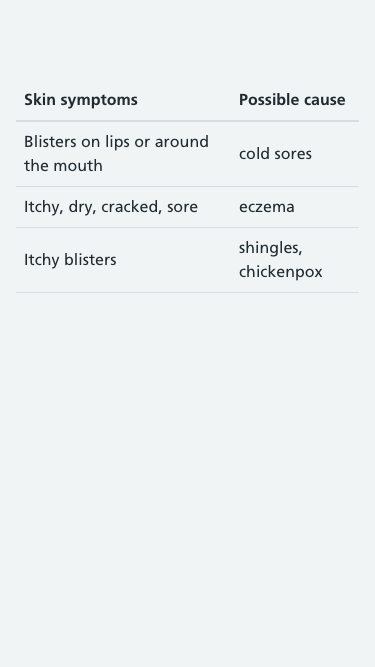 Skin symptoms Possible cause
Blisters on lips or around
the mouth
cold sores
Itchy, dry, cracked, sore eczema
Itchy blisters
shingles,
chickenpox